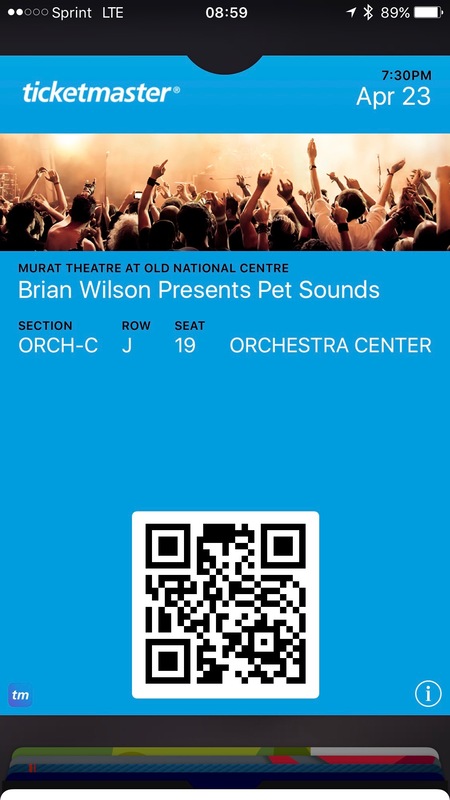 Sprint LTE 08:59 89%
ticketmaster®
7:30PM
Apr 23
MURAT THEATRE AT OLD NATIONAL CENTRE
Brian Wilson Presents Pet Sounds
SECTION ROW SEAT
ORCH-C J 19 ORCHESTRA CENTER
tm
i